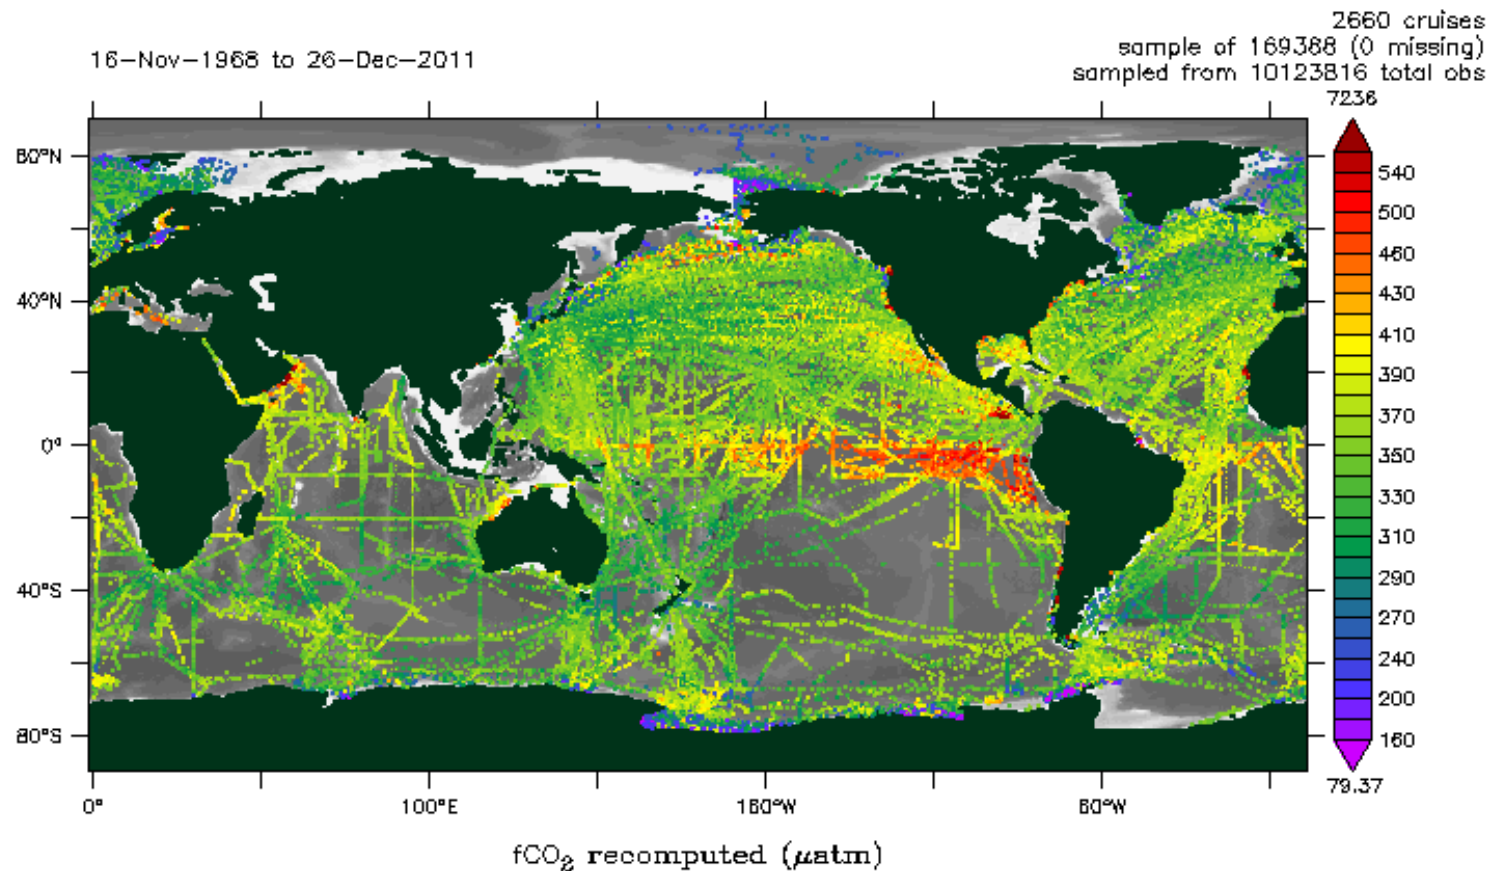 2660 cruises
16-Nov-1968 to 26-Dec-2011
sample of 169388 (0 missing)
sampled from 10123816 total obs
7236
80°N
40°N
0°
40°S
80°S
0°
100°E
160°W
60°W
540
500
460
430
410
390
370
350
330
310
290
270
240
200
160
79.37
fCO₂ recomputed (μatm)